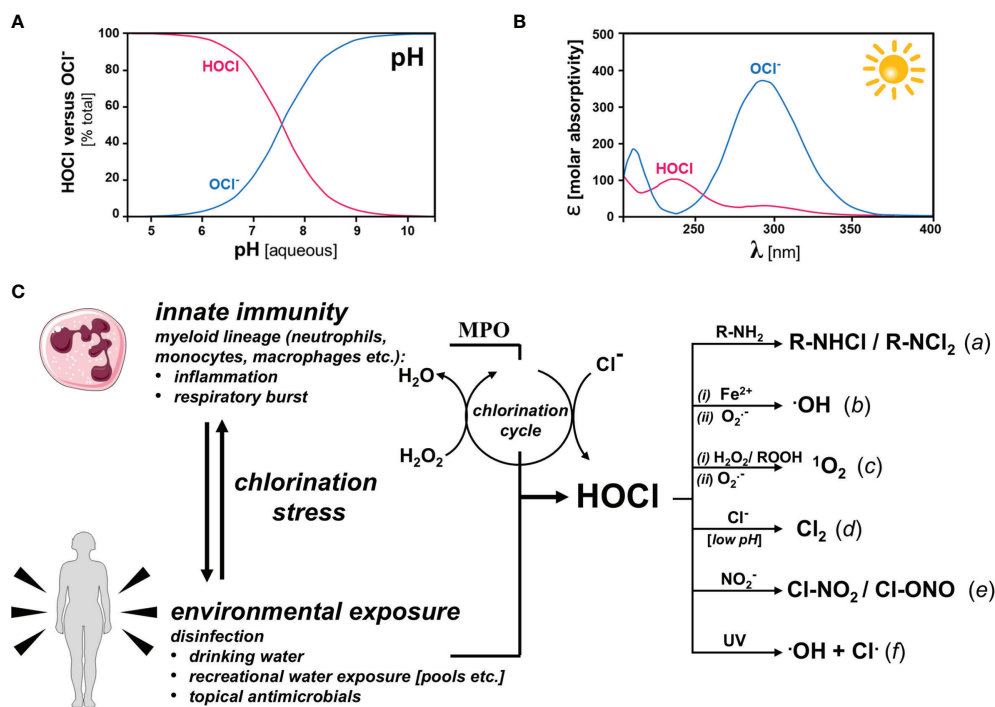 A
HOCl versus OCl⁻
[% total]
100
80
60
40
20
0
HOCl
OCl⁻
pH
5
6
7
8
9
10
pH [aqueous]
B
ε [molar absorptivity]
500
400
300
200
100
0
HOCl
OCl⁻
250
300
350
400
λ [nm]
C
innate immunity
myeloid lineage (neutrophils,
monocytes, macrophages etc.):
• inflammation
• respiratory burst
chlorination
stress
environmental exposure
disinfection
• drinking water
• recreational water exposure [pools etc.]
• topical antimicrobials
MPO
H₂O
H₂O₂
Cl⁻
chlorination
cycle
HOCl
R-NH₂
R-NHCl / R-NCl₂ (a)
(i) Fe²⁺
(ii) O₂·⁻
·OH (b)
(i) H₂O₂/ ROOH
(ii) O₂·⁻
¹O₂ (c)
Cl⁻
[low pH]
Cl₂ (d)
NO₂⁻
Cl-NO₂ / Cl-ONO (e)
UV
·OH + Cl· (f)